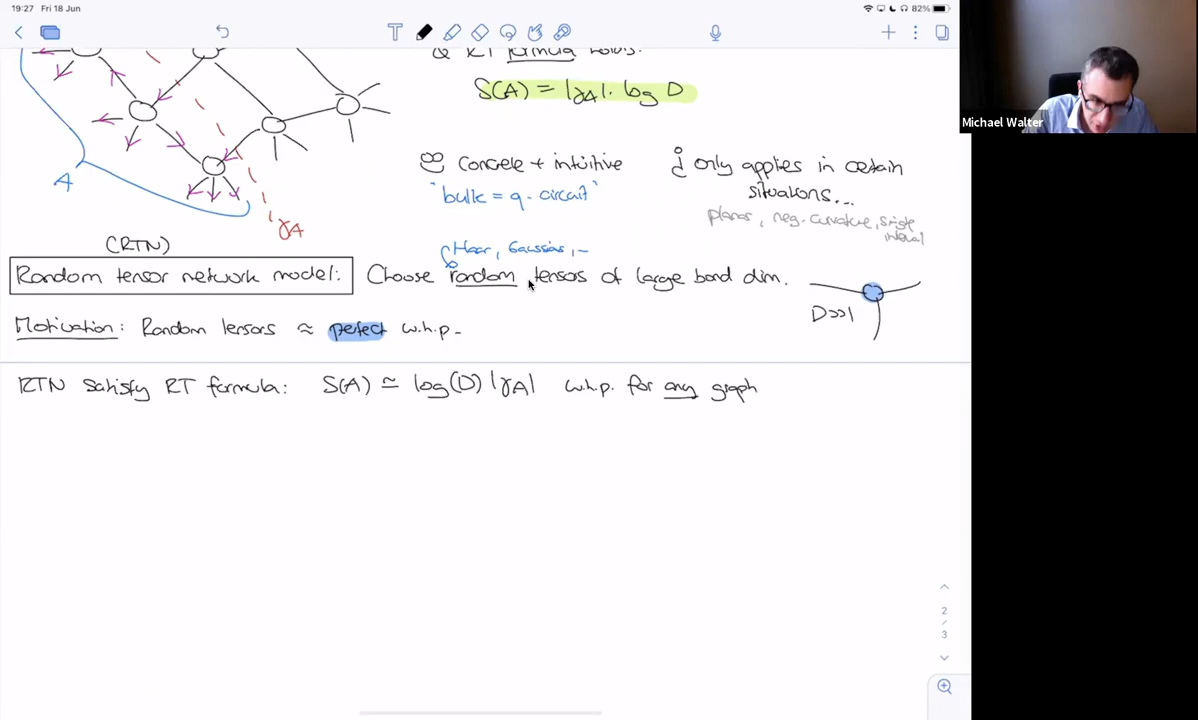 19:27 Fri 18 Jun
82%
T
& RT formula holds.
S(A) = |γA| · log D
Concrete + intuitive
"bulk = q. circuit"
only applies in certain
situations...
planar, neg. curvature, single
interval
A
γA
(RTN)
Haar, Gaussian, ...
Random tensor network model: Choose random tensors of large bond dim.
D>>1
Motivation: Random tensors ≈ perfect w.h.p.
RTN satisfy RT formula: S(A) ≃ log(D) |γA| w.h.p. for any graph
2
/
3
Michael Walter